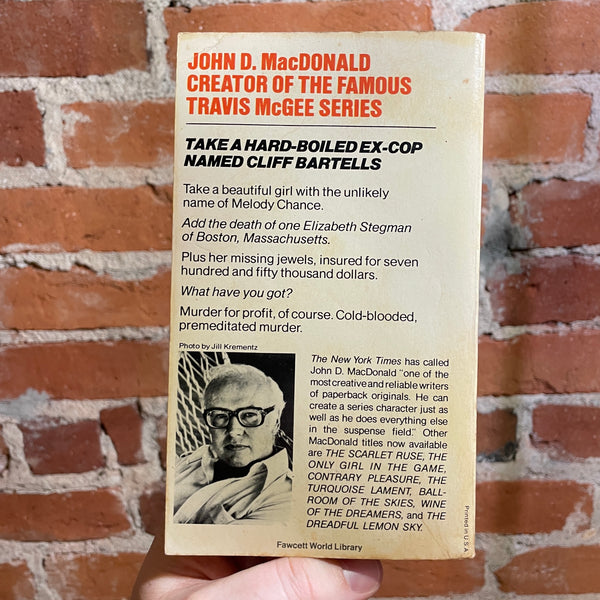 JOHN D. MacDONALD
CREATOR OF THE FAMOUS
TRAVIS McGEE SERIES
TAKE A HARD-BOILED EX-COP
NAMED CLIFF BARTELLS
Take a beautiful girl with the unlikely
name of Melody Chance.
Add the death of one Elizabeth Stegman
of Boston, Massachusetts.
Plus her missing jewels, insured for seven
hundred and fifty thousand dollars.
What have you got?
Murder for profit, of course. Cold-blooded,
premeditated murder.
Photo by Jill Krementz
The New York Times has called
John D. MacDonald "one of the
most creative and reliable writers
of paperback originals. He can
create a series character just as
well as he does everything else
in the suspense field." Other
MacDonald titles now available
are THE SCARLET RUSE, THE
ONLY GIRL IN THE GAME,
CONTRARY PLEASURE, THE
TURQUOISE LAMENT, BALL-
ROOM OF THE SKIES, WINE
OF THE DREAMERS, and THE
DREADFUL LEMON SKY.
Fawcett World Library
Printed in U.S.A.